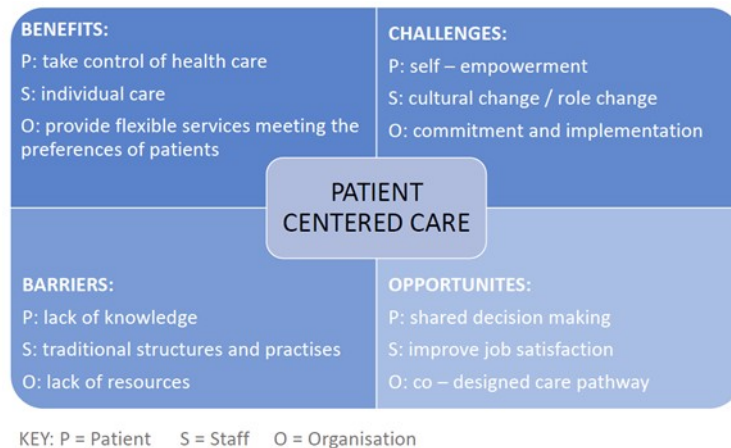 BENEFITS:
P: take control of health care
S: individual care
O: provide flexible services meeting the
preferences of patients
CHALLENGES:
P: self – empowerment
S: cultural change / role change
O: commitment and implementation
PATIENT
CENTERED CARE
BARRIERS:
P: lack of knowledge
S: traditional structures and practises
O: lack of resources
OPPORTUNITES:
P: shared decision making
S: improve job satisfaction
O: co – designed care pathway
KEY: P = Patient S = Staff O = Organisation